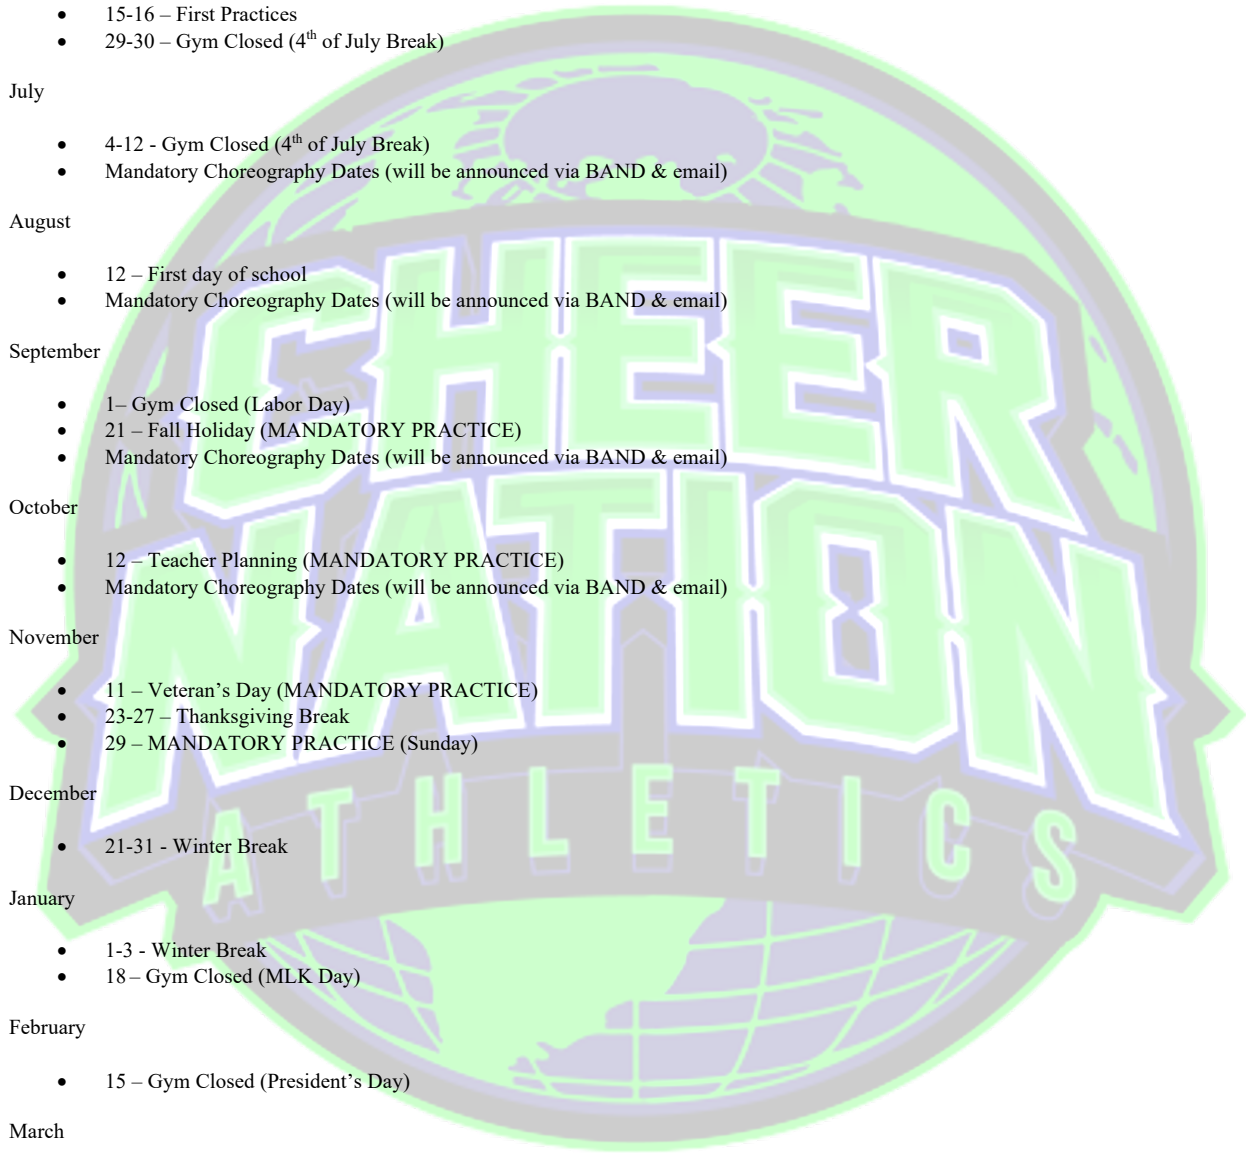 • 15-16 – First Practices
• 29-30 – Gym Closed (4th of July Break)
July
• 4-12 - Gym Closed (4th of July Break)
• Mandatory Choreography Dates (will be announced via BAND & email)
August
• 12 – First day of school
• Mandatory Choreography Dates (will be announced via BAND & email)
September
• 1– Gym Closed (Labor Day)
• 21 – Fall Holiday (MANDATORY PRACTICE)
• Mandatory Choreography Dates (will be announced via BAND & email)
October
• 12 – Teacher Planning (MANDATORY PRACTICE)
• Mandatory Choreography Dates (will be announced via BAND & email)
November
• 11 – Veteran’s Day (MANDATORY PRACTICE)
• 23-27 – Thanksgiving Break
• 29 – MANDATORY PRACTICE (Sunday)
December
• 21-31 - Winter Break
January
• 1-3 - Winter Break
• 18 – Gym Closed (MLK Day)
February
• 15 – Gym Closed (President’s Day)
March
CHEER
NATION
ATHLETICS